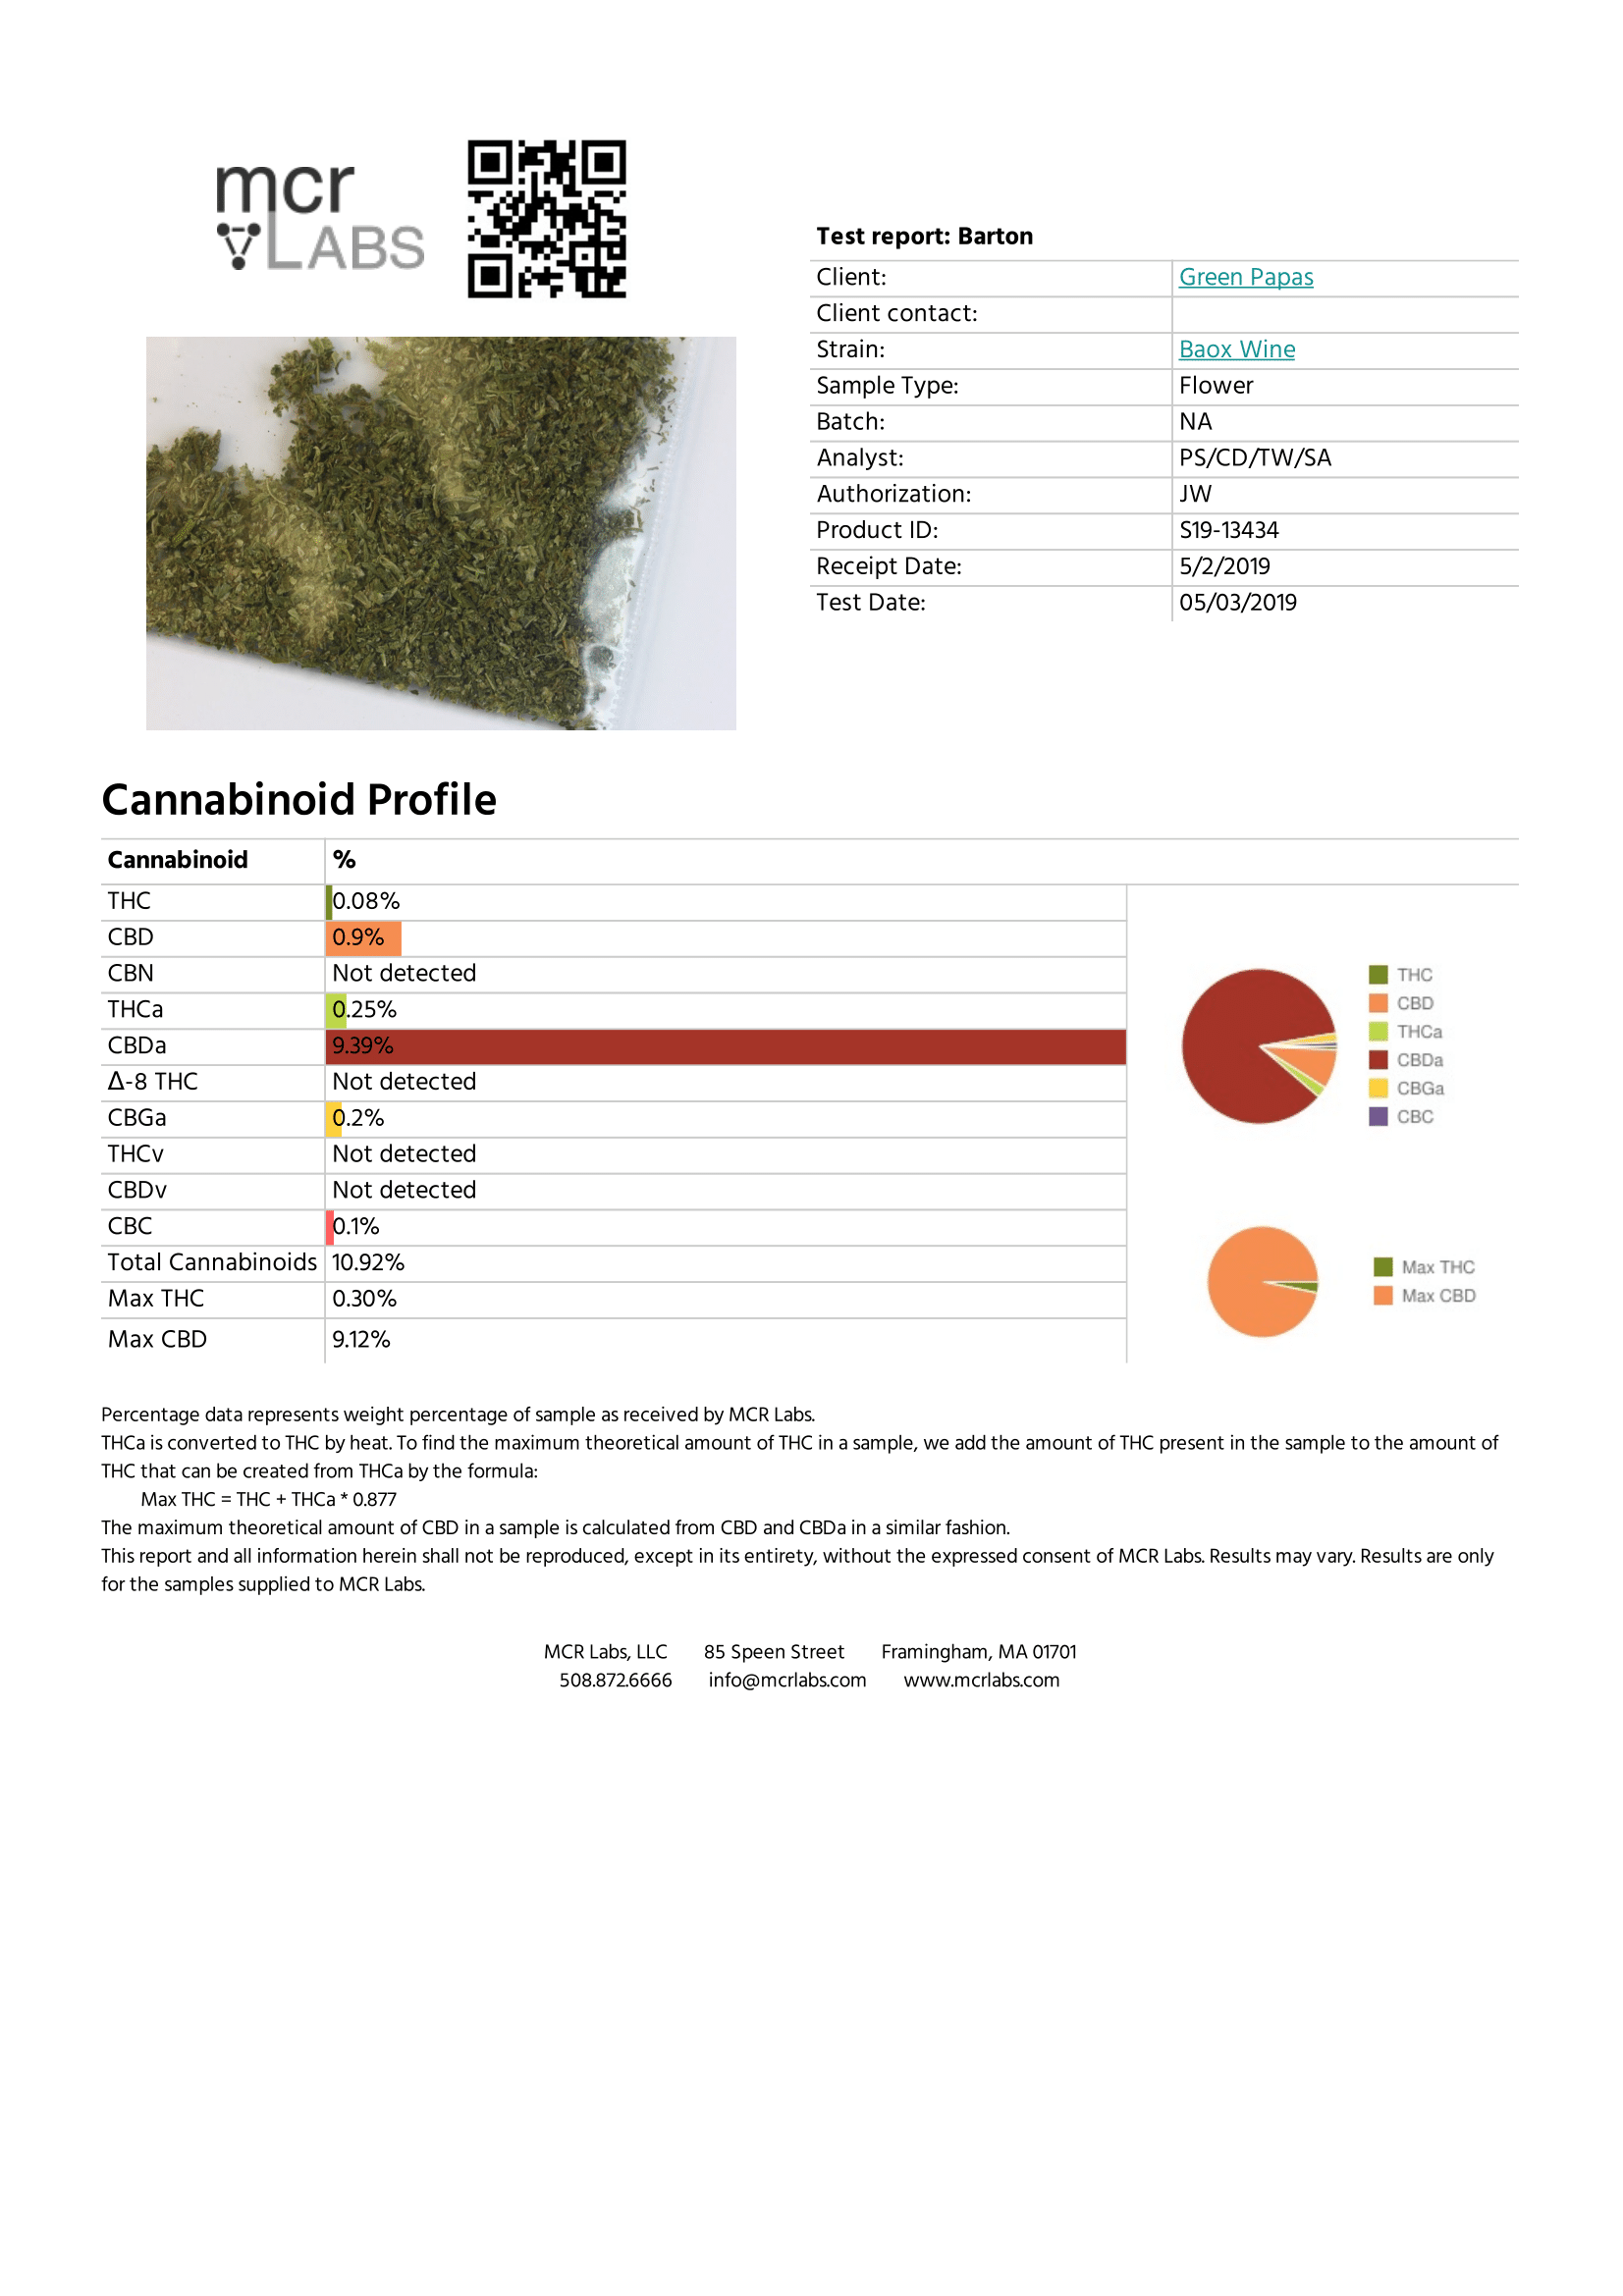 mcr
LABS
Test report: Barton
Client: Green Papas
Client contact:
Strain: Baox Wine
Sample Type: Flower
Batch: NA
Analyst: PS/CD/TW/SA
Authorization: JW
Product ID: S19-13434
Receipt Date: 5/2/2019
Test Date: 05/03/2019
Cannabinoid Profile
Cannabinoid %
THC 0.08%
CBD 0.9%
CBN Not detected
THCa 0.25%
CBDa 9.39%
Δ-8 THC Not detected
CBGa 0.2%
THCv Not detected
CBDv Not detected
CBC 0.1%
Total Cannabinoids 10.92%
Max THC 0.30%
Max CBD 9.12%
THC
CBD
THCa
CBDa
CBGa
CBC
Max THC
Max CBD
Percentage data represents weight percentage of sample as received by MCR Labs.
THCa is converted to THC by heat. To find the maximum theoretical amount of THC in a sample, we add the amount of THC present in the sample to the amount of
THC that can be created from THCa by the formula:
Max THC = THC + THCa * 0.877
The maximum theoretical amount of CBD in a sample is calculated from CBD and CBDa in a similar fashion.
This report and all information herein shall not be reproduced, except in its entirety, without the expressed consent of MCR Labs. Results may vary. Results are only
for the samples supplied to MCR Labs.
MCR Labs, LLC 85 Speen Street Framingham, MA 01701
508.872.6666 info@mcrlabs.com www.mcrlabs.com